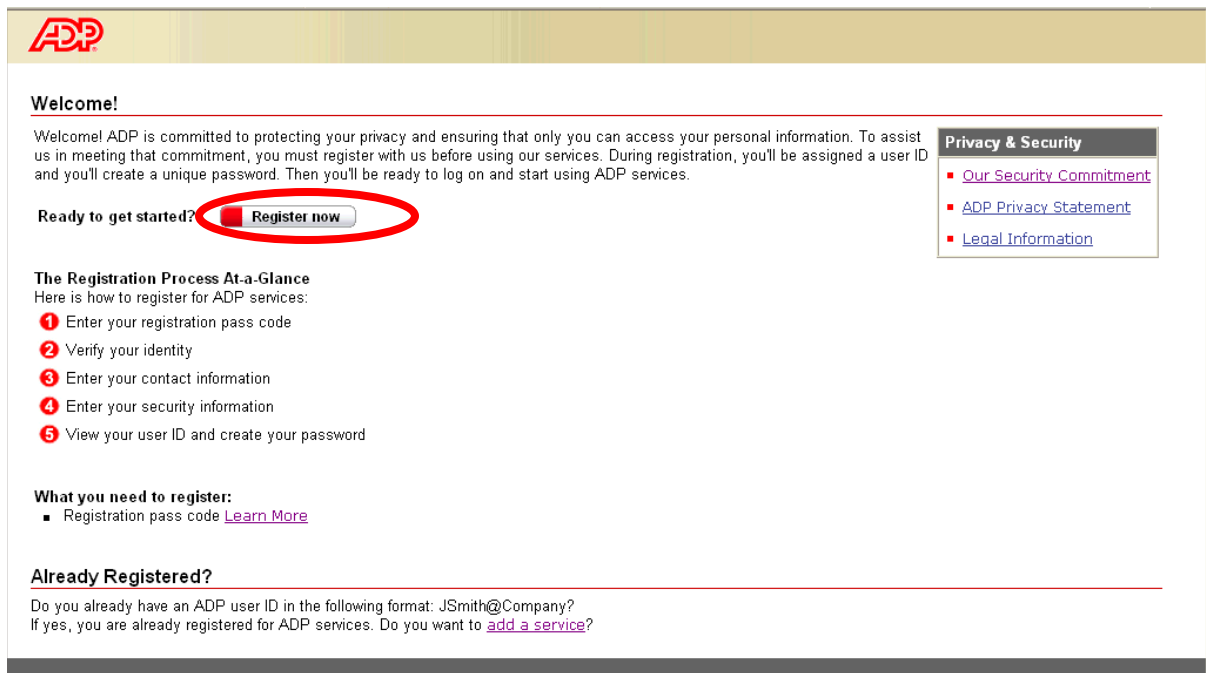 ADP
Welcome!
Welcome! ADP is committed to protecting your privacy and ensuring that only you can access your personal information. To assist
us in meeting that commitment, you must register with us before using our services. During registration, you'll be assigned a user ID
and you'll create a unique password. Then you'll be ready to log on and start using ADP services.
Privacy & Security
Our Security Commitment
ADP Privacy Statement
Legal Information
Ready to get started? Register now
The Registration Process At-a-Glance
Here is how to register for ADP services:
1 Enter your registration pass code
2 Verify your identity
3 Enter your contact information
4 Enter your security information
5 View your user ID and create your password
What you need to register:
Registration pass code Learn More
Already Registered?
Do you already have an ADP user ID in the following format: JSmith@Company?
If yes, you are already registered for ADP services. Do you want to add a service?